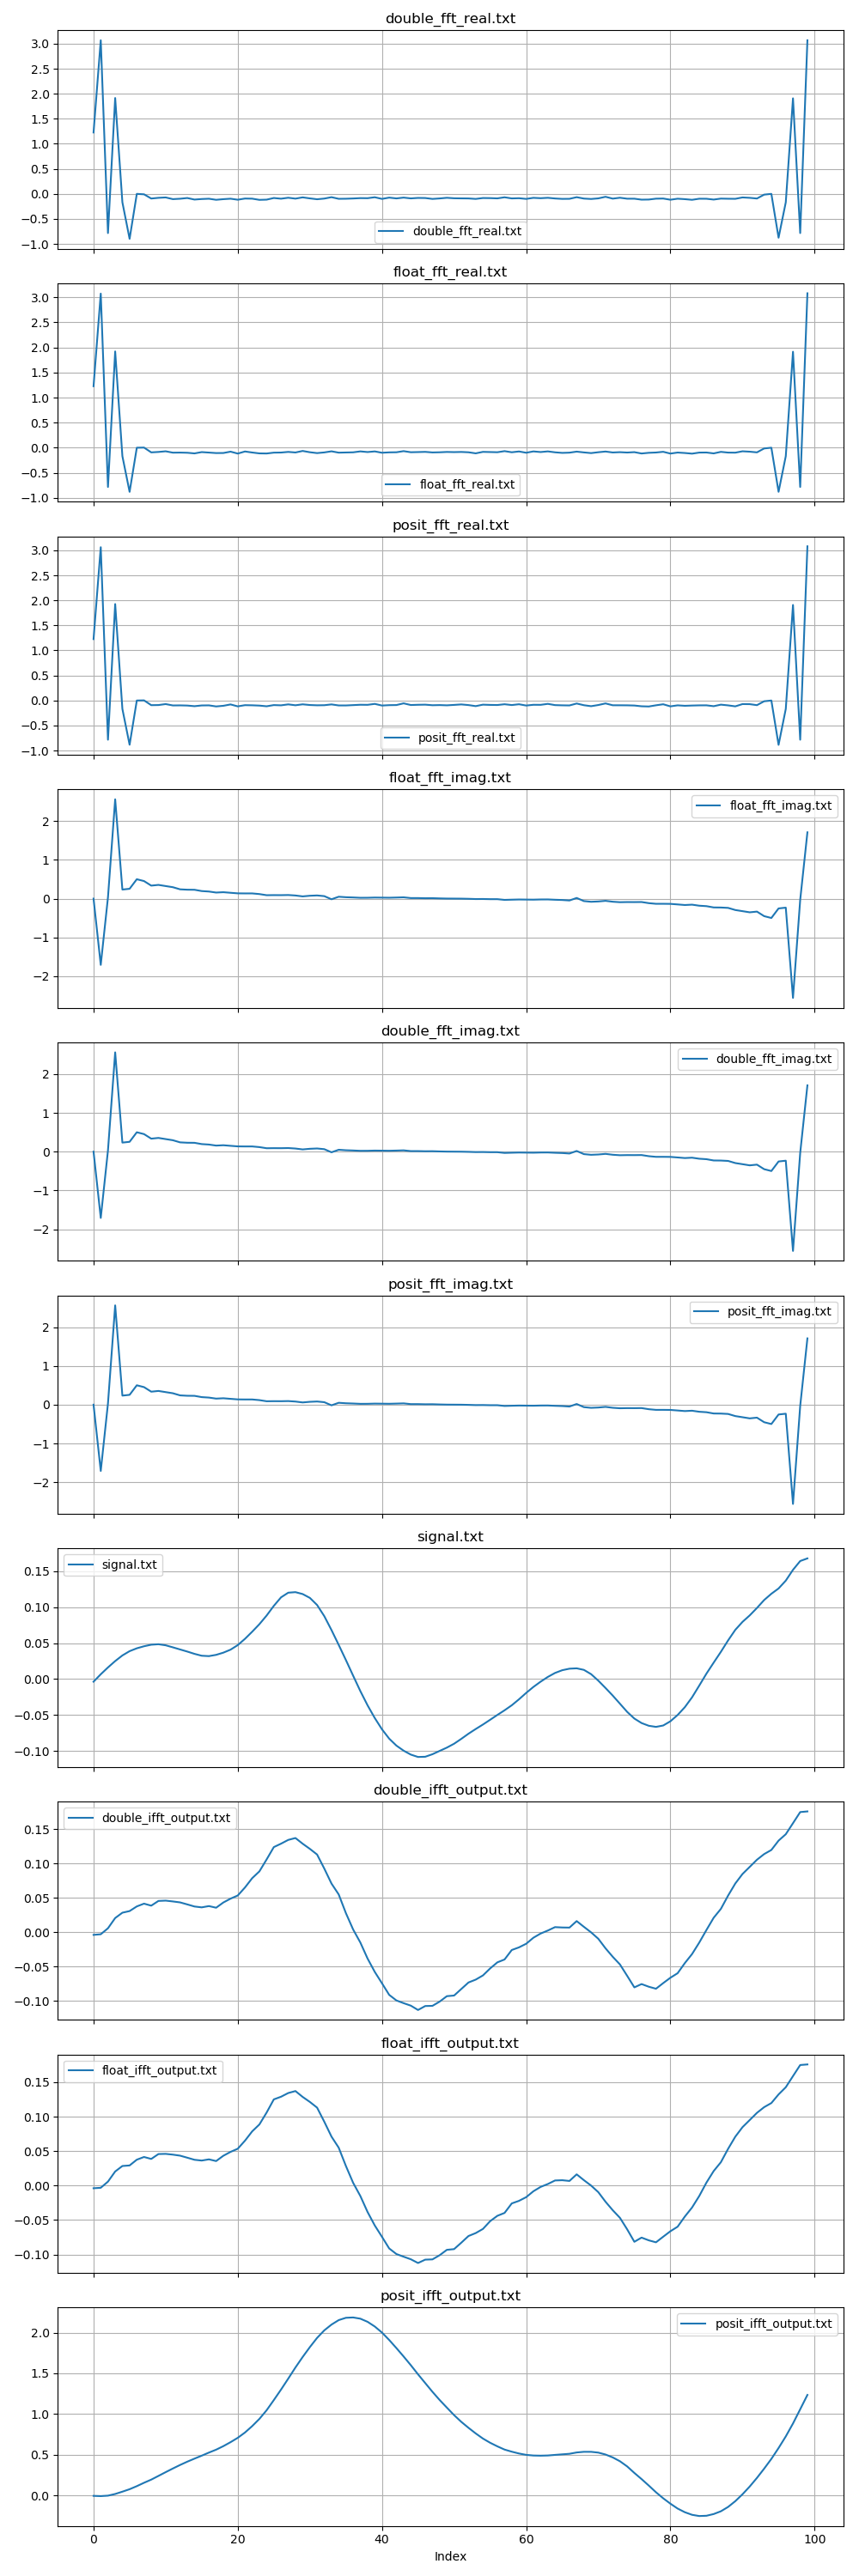 double_fft_real.txt
3.0
2.5
2.0
1.5
1.0
0.5
0.0
−0.5
−1.0
double_fft_real.txt
float_fft_real.txt
3.0
2.5
2.0
1.5
1.0
0.5
0.0
−0.5
−1.0
float_fft_real.txt
posit_fft_real.txt
3.0
2.5
2.0
1.5
1.0
0.5
0.0
−0.5
−1.0
posit_fft_real.txt
float_fft_imag.txt
float_fft_imag.txt
2
1
0
−1
−2
double_fft_imag.txt
double_fft_imag.txt
2
1
0
−1
−2
posit_fft_imag.txt
posit_fft_imag.txt
2
1
0
−1
−2
signal.txt
signal.txt
0.15
0.10
0.05
0.00
−0.05
−0.10
double_ifft_output.txt
double_ifft_output.txt
0.15
0.10
0.05
0.00
−0.05
−0.10
float_ifft_output.txt
float_ifft_output.txt
0.15
0.10
0.05
0.00
−0.05
−0.10
posit_ifft_output.txt
posit_ifft_output.txt
2.0
1.5
1.0
0.5
0.0
0 20 40 60 80 100
Index